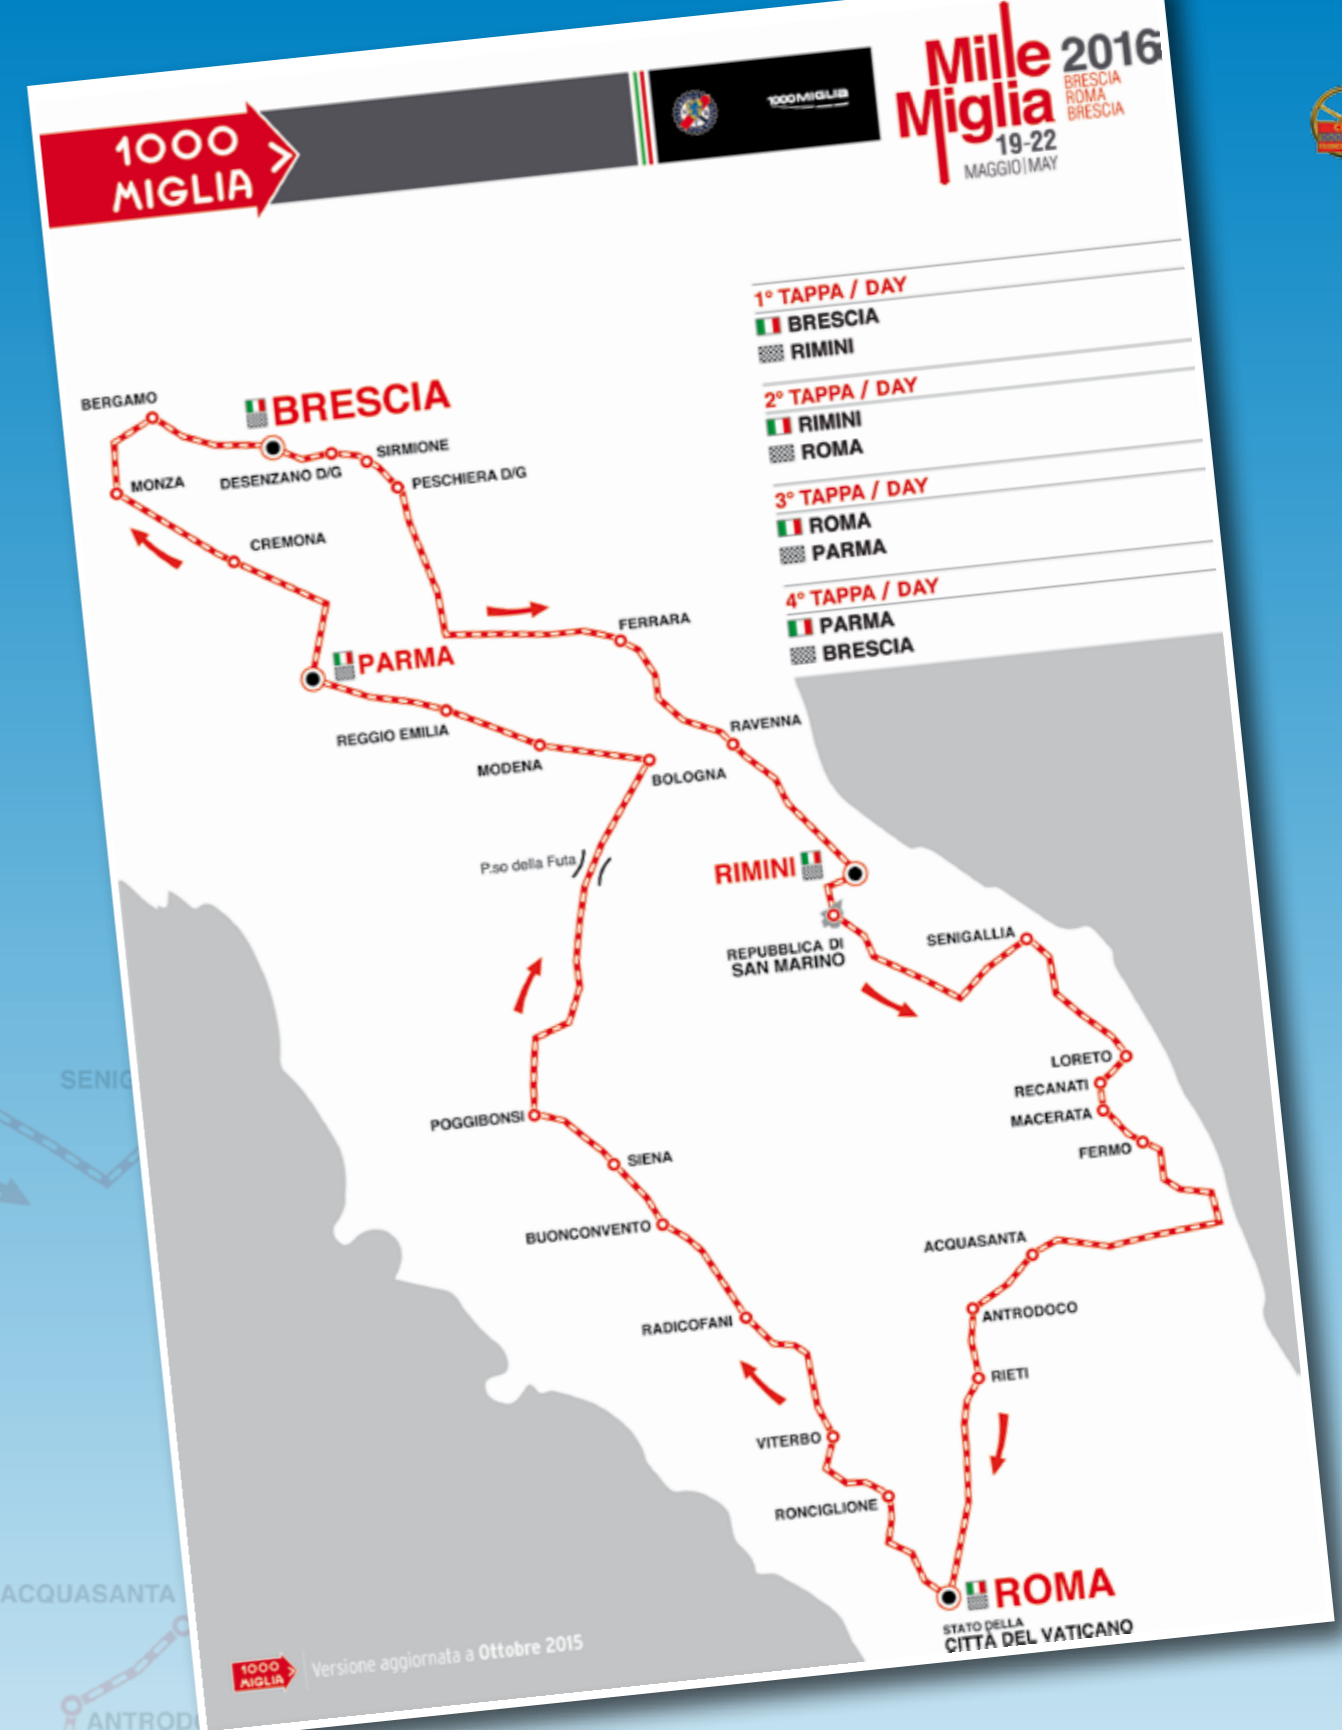 1000
MIGLIA
1000MIGLIA
Mille
Miglia
2016
BRESCIA
ROMA
BRESCIA
19-22
MAGGIO|MAY
1° TAPPA / DAY
BRESCIA
RIMINI
2° TAPPA / DAY
RIMINI
ROMA
3° TAPPA / DAY
ROMA
PARMA
4° TAPPA / DAY
PARMA
BRESCIA
BERGAMO
BRESCIA
SIRMIONE
DESENZANO D/G
PESCHIERA D/G
MONZA
CREMONA
FERRARA
PARMA
REGGIO EMILIA
RAVENNA
MODENA
BOLOGNA
P.so della Futa
RIMINI
REPUBBLICA DI
SAN MARINO
SENIGALLIA
LORETO
RECANATI
MACERATA
FERMO
POGGIBONSI
SIENA
BUONCONVENTO
ACQUASANTA
ANTRODOCO
RADICOFANI
RIETI
VITERBO
RONCIGLIONE
ROMA
STATO DELLA
CITTÀ DEL VATICANO
1000
MIGLIA
Versione aggiornata a Ottobre 2015
SENIG
ACQUASANTA
ANTRODO